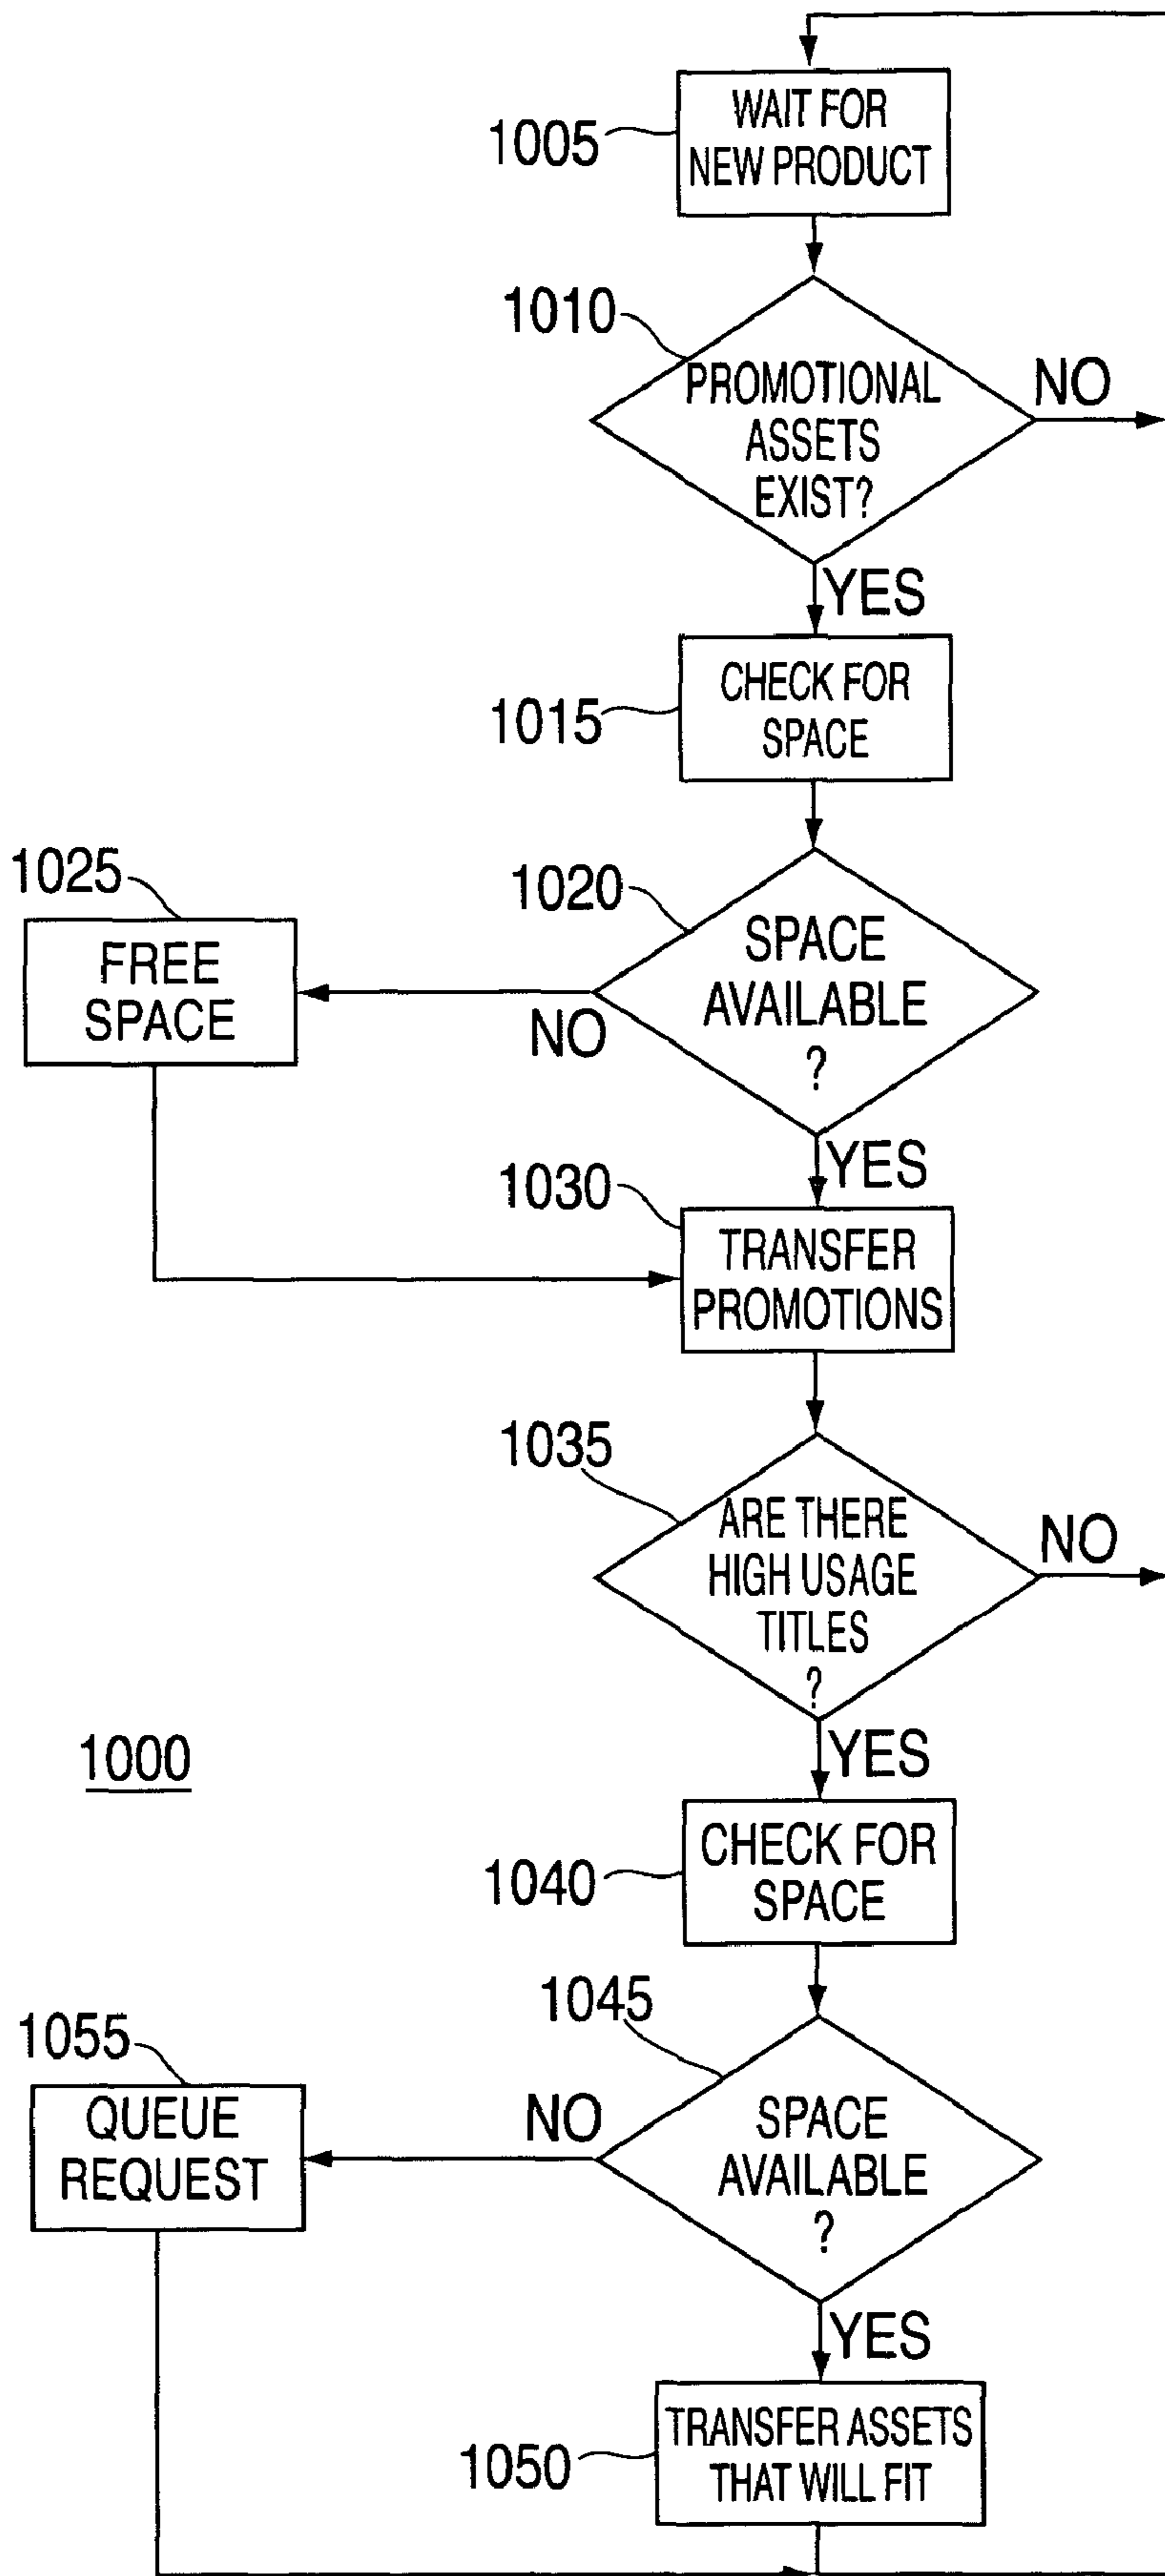 1005
WAIT FOR
NEW PRODUCT
1010
PROMOTIONAL
ASSETS
EXIST?
NO
YES
1015
CHECK FOR
SPACE
1025
FREE
SPACE
1020
SPACE
AVAILABLE
?
NO
YES
1030
TRANSFER
PROMOTIONS
1035
ARE THERE
HIGH USAGE
TITLES
?
NO
YES
1000
1040
CHECK FOR
SPACE
1045
SPACE
AVAILABLE
?
NO
1055
QUEUE
REQUEST
YES
1050
TRANSFER ASSETS
THAT WILL FIT